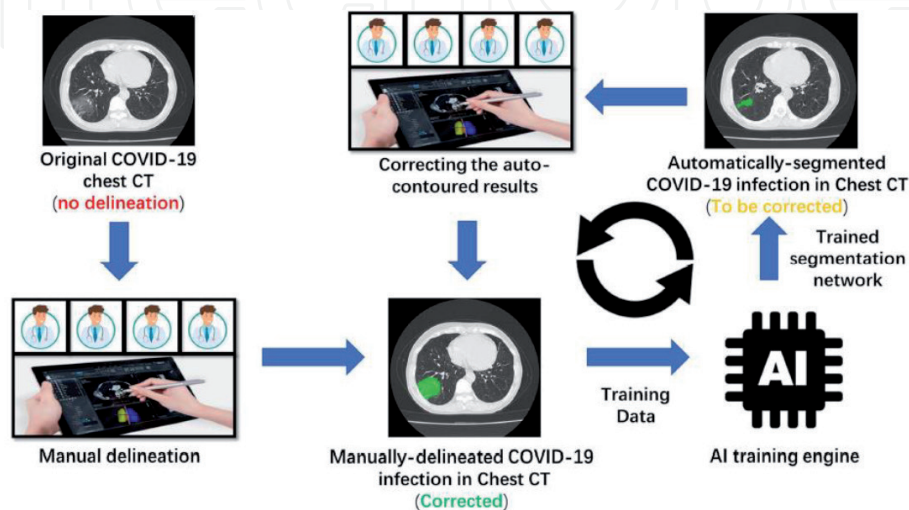 Original COVID-19
chest CT
(no delineation)
Manual delineation
Correcting the auto-
contoured results
Manually-delineated COVID-19
infection in Chest CT
(Corrected)
Training
Data
AI
AI training engine
Trained
segmentation
network
Automatically-segmented
COVID-19 infection in Chest CT
(To be corrected)